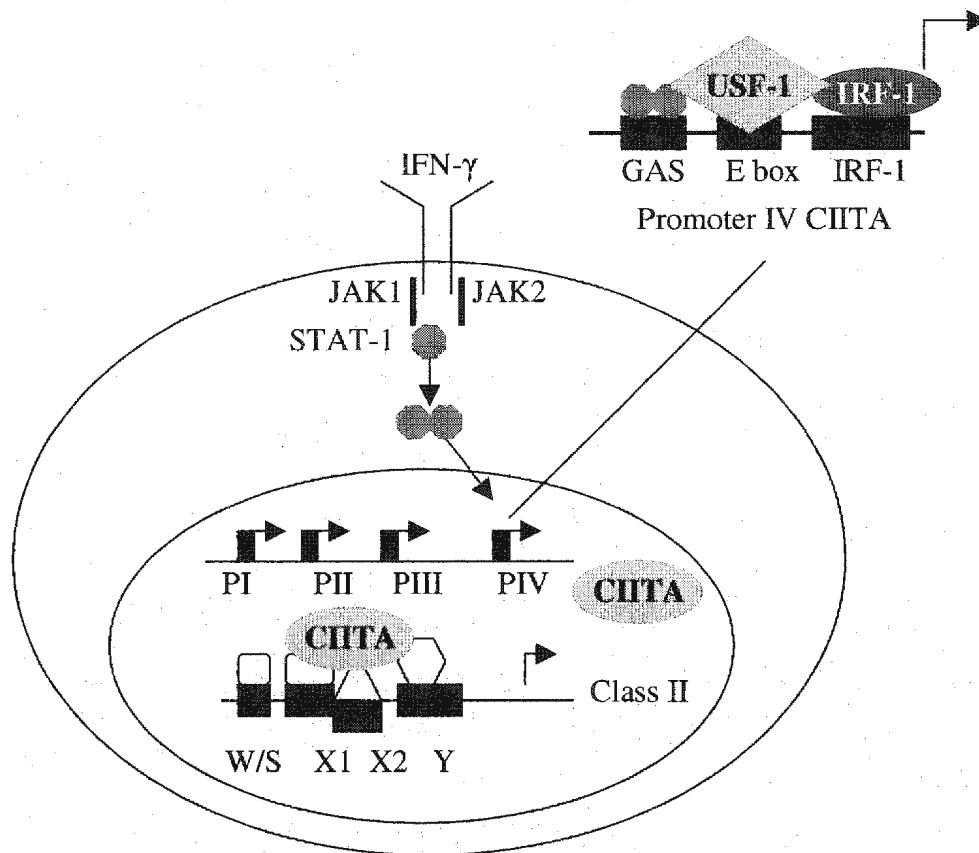 USF-1
IRF-1
GAS E box IRF-1
Promoter IV CIITA
IFN-γ
JAK1 JAK2
STAT-1
PI PII PIII PIV
CIITA
CIITA
Class II
W/S X1 X2 Y